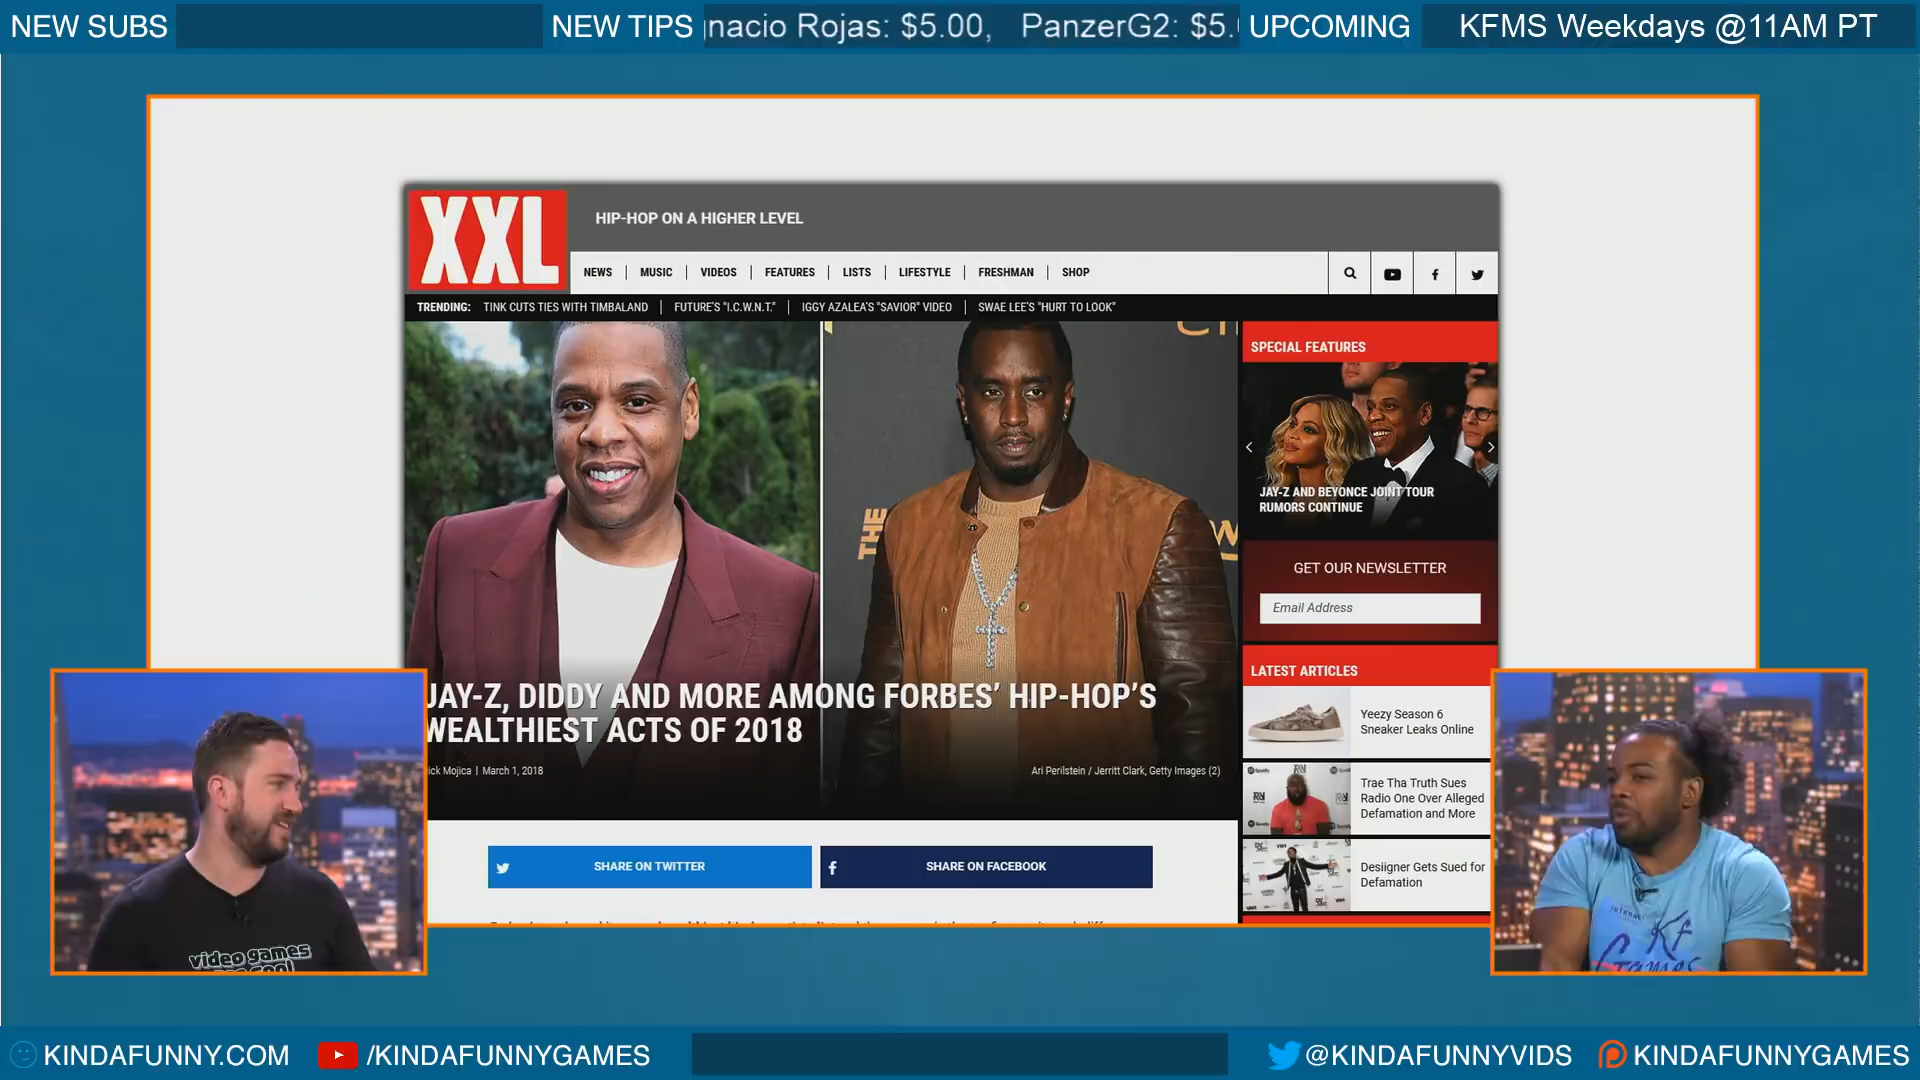 NEW SUBS
NEW TIPS
nacio Rojas: $5.00, PanzerG2: $5.
UPCOMING
KFMS Weekdays @11AM PT
XXL
HIP-HOP ON A HIGHER LEVEL
NEWS | MUSIC | VIDEOS | FEATURES | LISTS | LIFESTYLE | FRESHMAN | SHOP
TRENDING: TINK CUTS TIES WITH TIMBALAND | FUTURE'S "I.C.W.N.T." | IGGY AZALEA'S "SAVIOR" VIDEO | SWAE LEE'S "HURT TO LOOK"
THE
JAY-Z, DIDDY AND MORE AMONG FORBES' HIP-HOP'S
WEALTHIEST ACTS OF 2018
ick Mojica | March 1, 2018
Ari Perilstein / Jerritt Clark, Getty Images (2)
SHARE ON TWITTER
SHARE ON FACEBOOK
SPECIAL FEATURES
JAY-Z AND BEYONCE JOINT TOUR
RUMORS CONTINUE
GET OUR NEWSLETTER
Email Address
LATEST ARTICLES
Yeezy Season 6
Sneaker Leaks Online
Trae Tha Truth Sues
Radio One Over Alleged
Defamation and More
Desiigner Gets Sued for
Defamation
video games
Kf
Games
KINDAFUNNY.COM
/KINDAFUNNYGAMES
@KINDAFUNNYVIDS
KINDAFUNNYGAMES